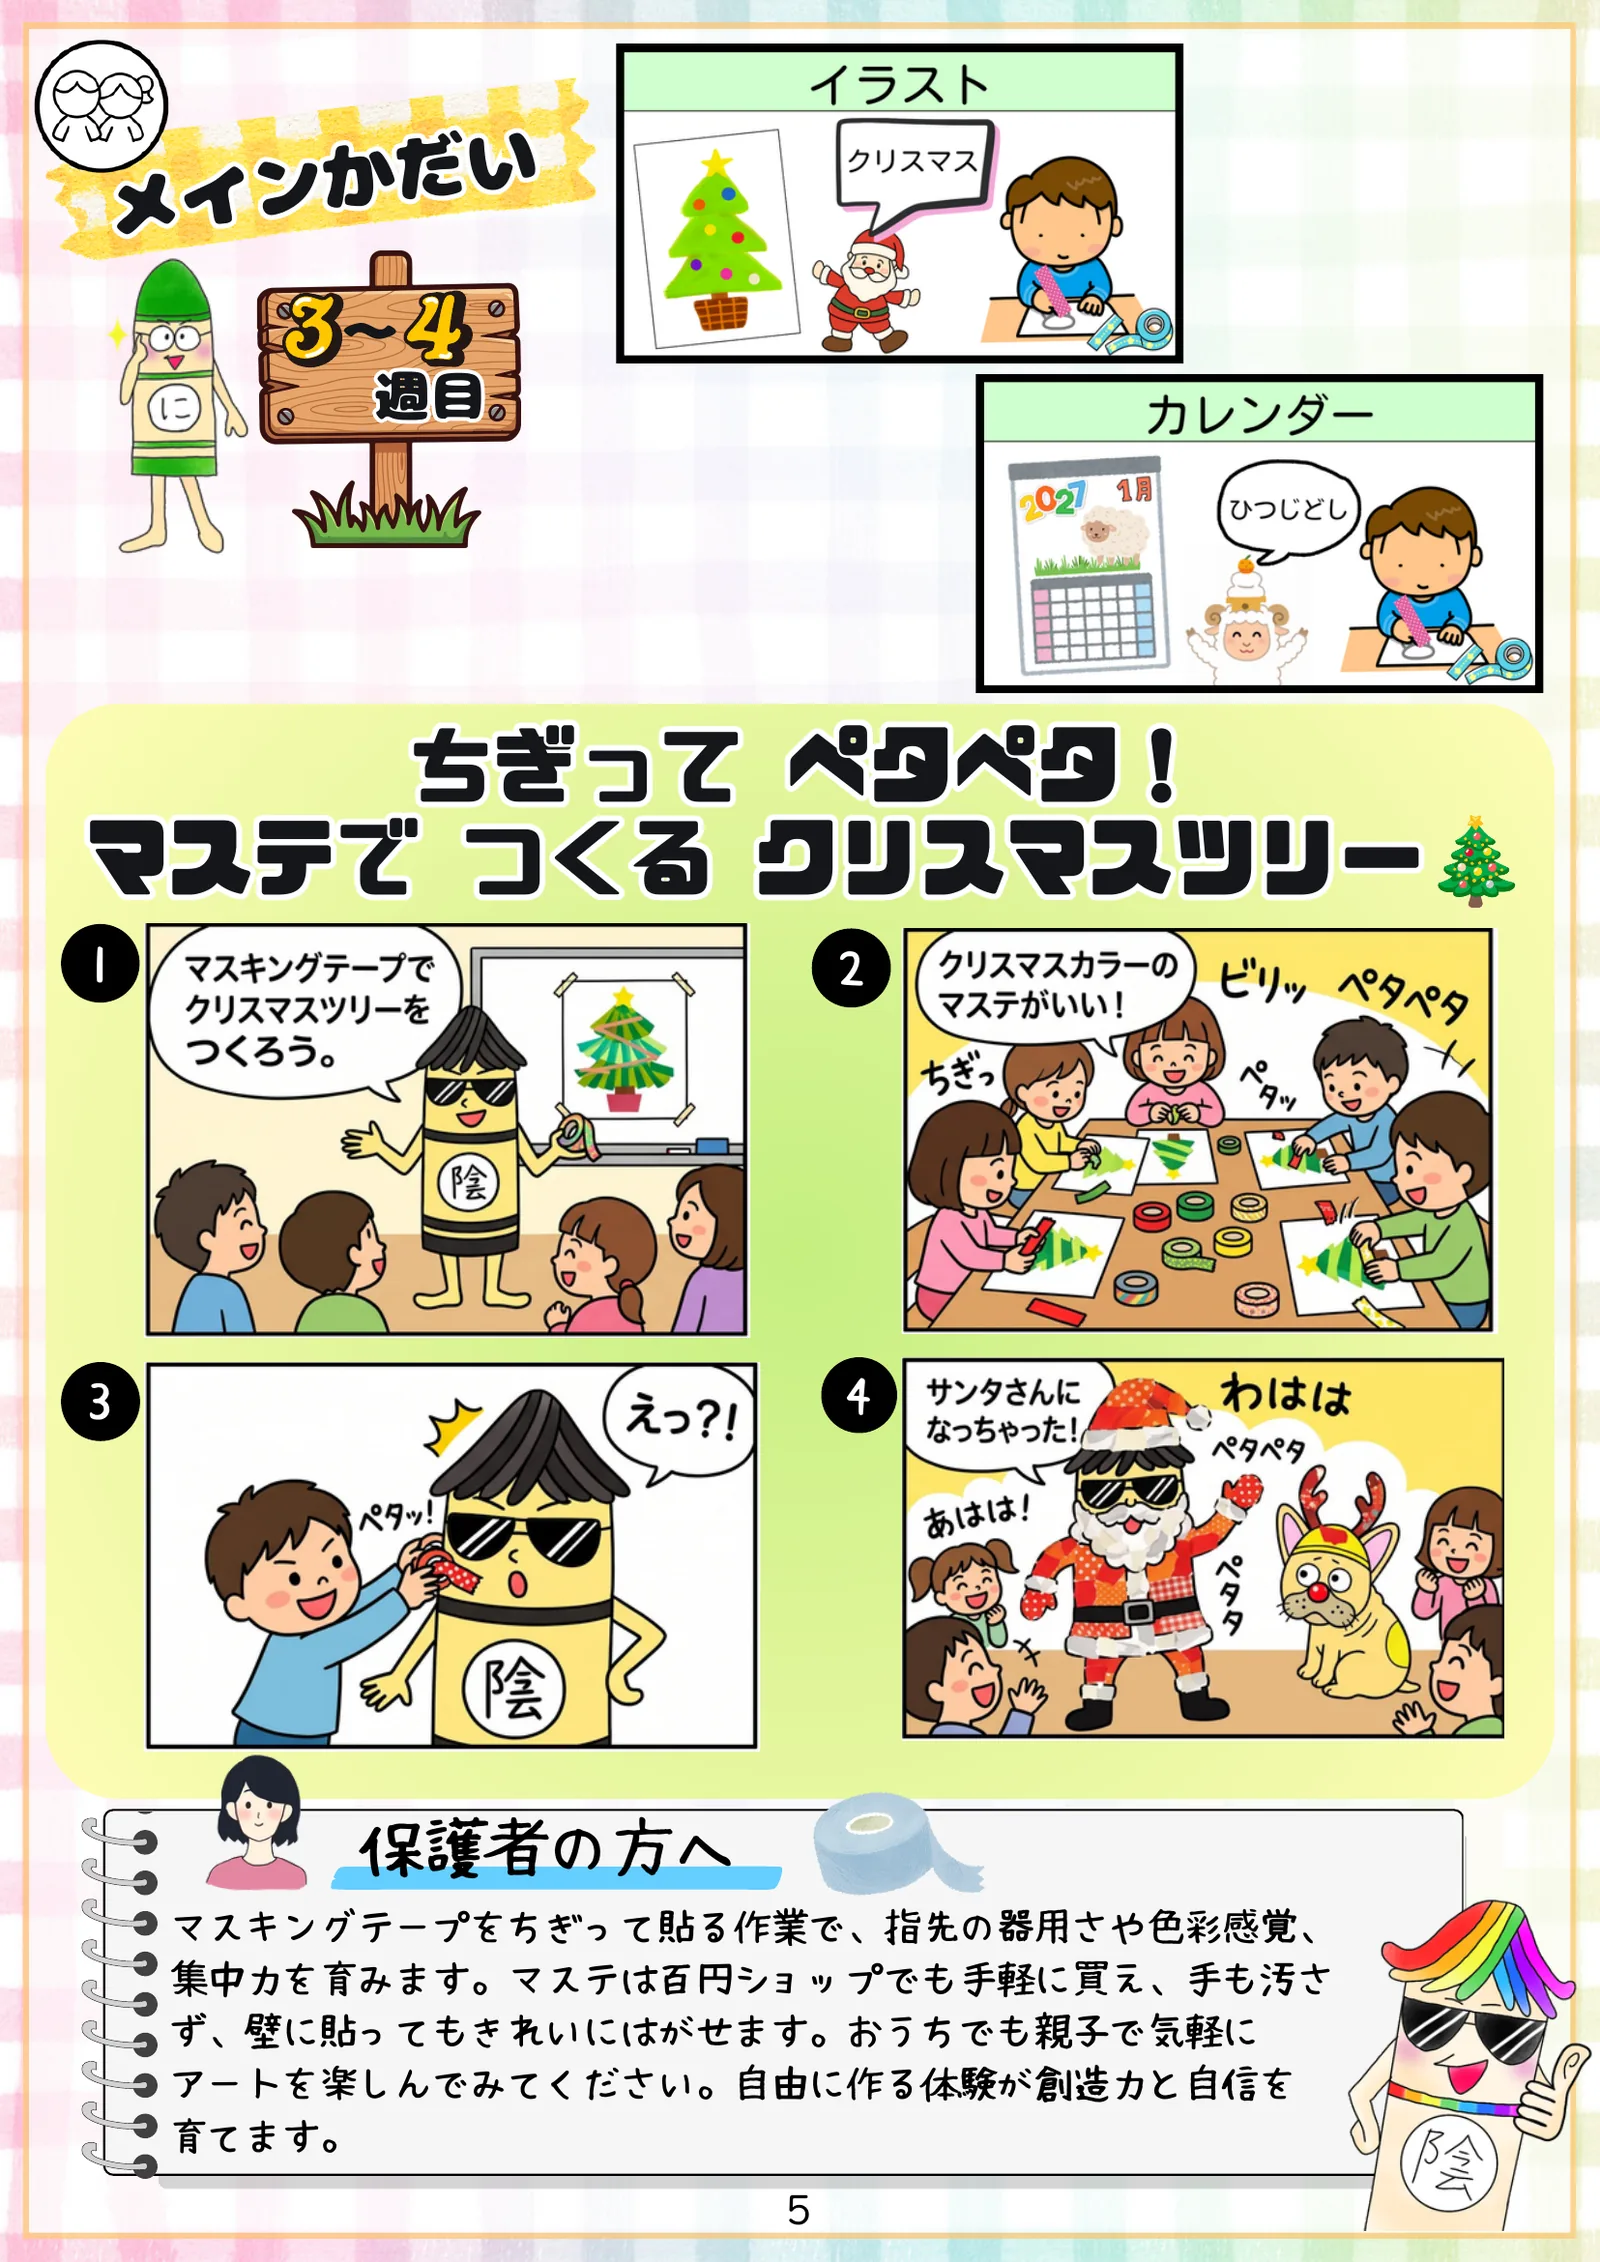 メインかだい
に
3～4
週目
イラスト
クリスマス
カレンダー
2027 1月
ひつじどし
ちぎって ペタペタ！
マステで つくる クリスマスツリー
1
マスキングテープで
クリスマスツリーを
つくろう。
陰
2
クリスマスカラーの
マステがいい！
ビリッ ペタペタ
ちぎっ
ペタッ
3
えっ？！
ペタッ！
陰
4
サンタさんに
なっちゃった！
わはは
ペタペタ
あはは！
ペタタ
保護者の方へ
マスキングテープをちぎって貼る作業で、指先の器用さや色彩感覚、
集中力を育みます。マステは百円ショップでも手軽に買え、手も汚さ
ず、壁に貼ってもきれいにはがせます。おうちでも親子で気軽に
アートを楽しんでみてください。自由に作る体験が創造力と自信を
育てます。
陰
5